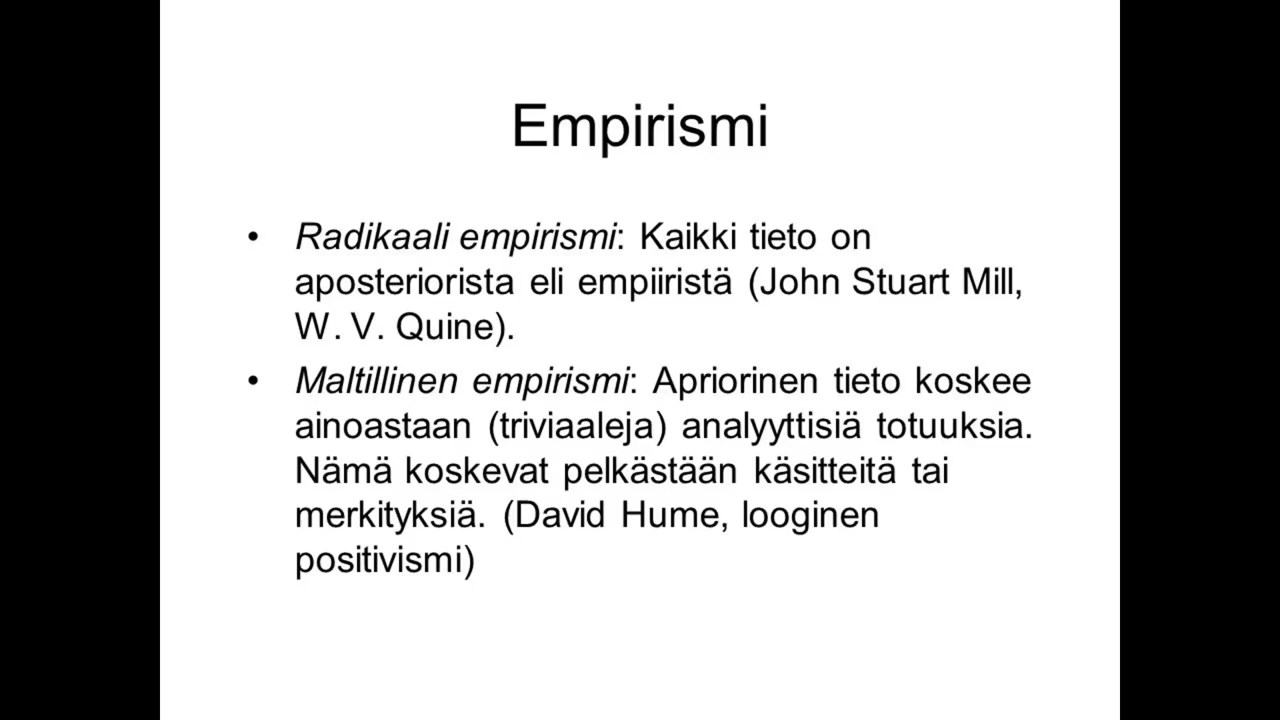 Empirismi
• Radikaali empirismi: Kaikki tieto on
aposteriorista eli empiiristä (John Stuart Mill,
W. V. Quine).
• Maltillinen empirismi: Apriorinen tieto koskee
ainoastaan (triviaaleja) analyyttisiä totuuksia.
Nämä koskevat pelkästään käsitteitä tai
merkityksiä. (David Hume, looginen
positivismi)